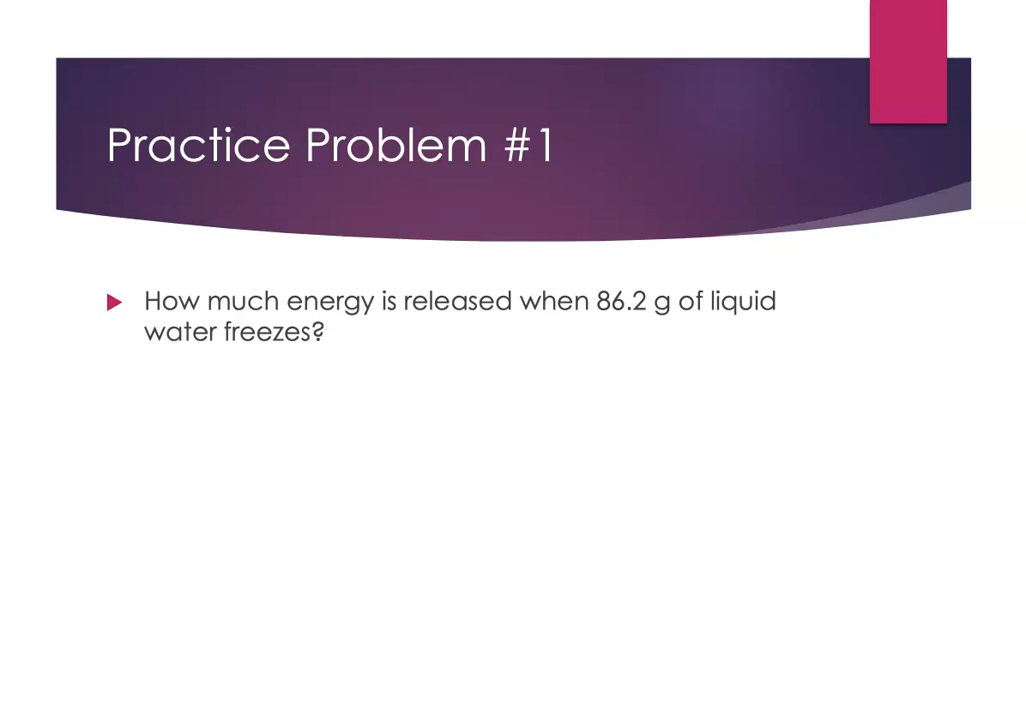 Practice Problem #1
How much energy is released when 86.2 g of liquid
water freezes?